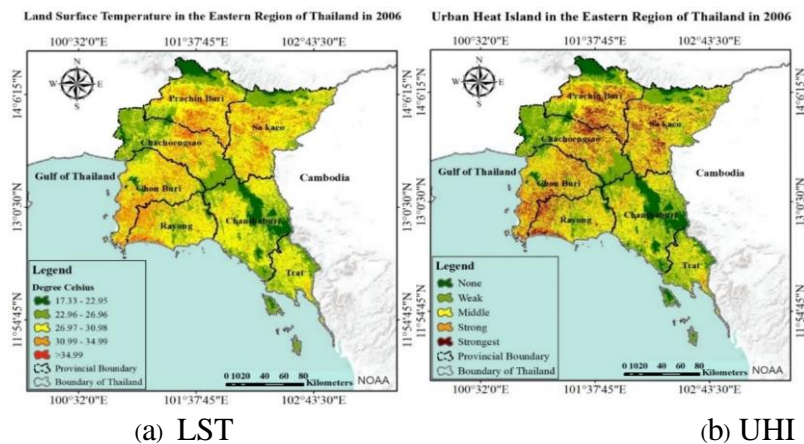 Land Surface Temperature in the Eastern Region of Thailand in 2006
100°32'0"E 101°37'45"E 102°43'30"E
N
W E
S
14°6'15"N
13°0'30"N
11°54'45"N
Prachin Buri
Sa kaeo
Chachoengsao
Chon Buri
Rayong
Chanthaburi
Trat
Gulf of Thailand
Cambodia
Legend
Degree Celsius
17.33 - 22.95
22.96 - 26.96
26.97 - 30.98
30.99 - 34.99
>34.99
Provincial Boundary
Boundary of Thailand
0 10 20 40 60 80
Kilometers
NOAA
100°32'0"E 101°37'45"E 102°43'30"E
(a) LST
Urban Heat Island in the Eastern Region of Thailand in 2006
100°32'0"E 101°37'45"E 102°43'30"E
N
W E
S
14°6'15"N
13°0'30"N
11°54'45"N
Prachin Buri
Sa kaeo
Chachoengsao
Chon Buri
Rayong
Chanthaburi
Trat
Gulf of Thailand
Cambodia
Legend
None
Weak
Middle
Strong
Strongest
Provincial Boundary
Boundary of Thailand
0 10 20 40 60 80
Kilometers
NOAA
100°32'0"E 101°37'45"E 102°43'30"E
(b) UHI